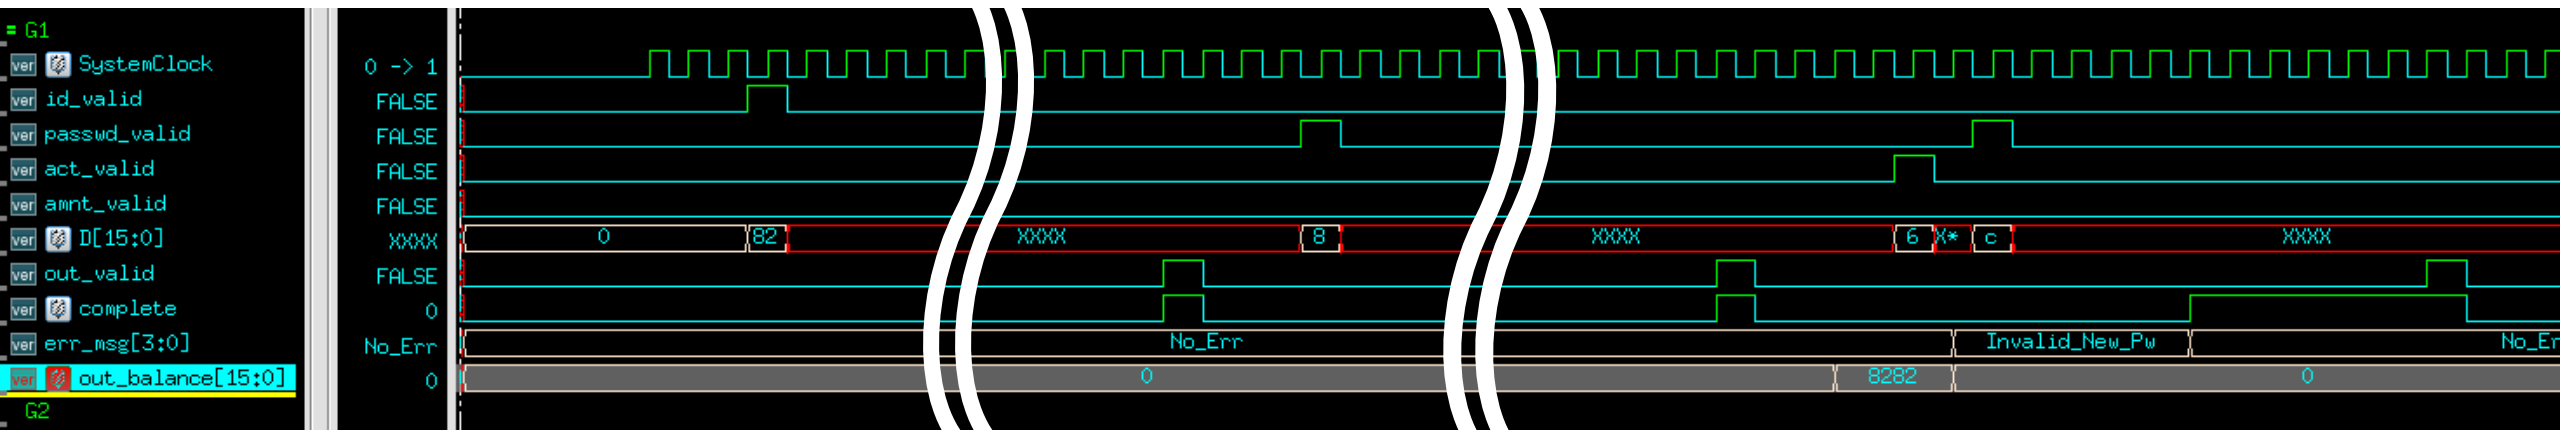 = G1
ver SystemClock 0 -> 1
ver id_valid FALSE
ver passwd_valid FALSE
ver act_valid FALSE
ver amnt_valid FALSE
ver D[15:0] XXXX 0 82 XXXX 8 XXXX 6 X* c XXXX
ver out_valid FALSE
ver complete 0
ver err_msg[3:0] No_Err No_Err Invalid_New_Pw No_Er
ver out_balance[15:0] 0 0 8282 0
G2